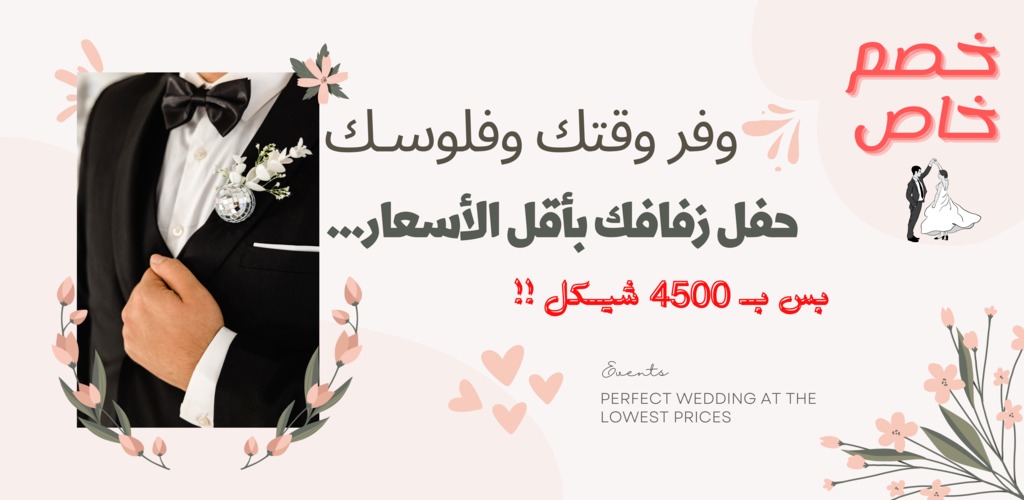 خصم
خاص
وفر وقتك وفلوسك
حفل زفافك بأقل الأسعار...
بس بـ 4500 شيكل !!
Events
PERFECT WEDDING AT THE
LOWEST PRICES